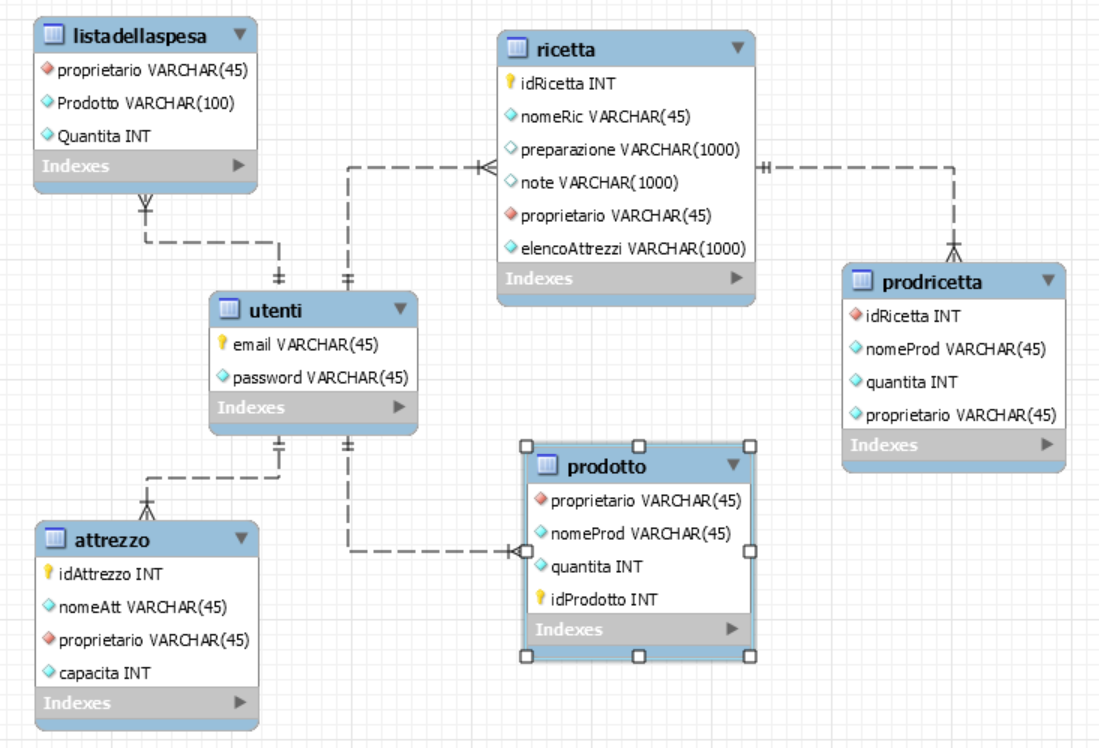 listadellaspesa
proprietario VARCHAR(45)
Prodotto VARCHAR(100)
Quantita INT
Indexes
ricetta
idRicetta INT
nomeRic VARCHAR(45)
preparazione VARCHAR(1000)
note VARCHAR(1000)
proprietario VARCHAR(45)
elencoAttrezzi VARCHAR(1000)
Indexes
prodricetta
idRicetta INT
nomeProd VARCHAR(45)
quantita INT
proprietario VARCHAR(45)
Indexes
utenti
email VARCHAR(45)
password VARCHAR(45)
Indexes
prodotto
proprietario VARCHAR(45)
nomeProd VARCHAR(45)
quantita INT
idProdotto INT
Indexes
attrezzo
idAttrezzo INT
nomeAtt VARCHAR(45)
proprietario VARCHAR(45)
capacita INT
Indexes